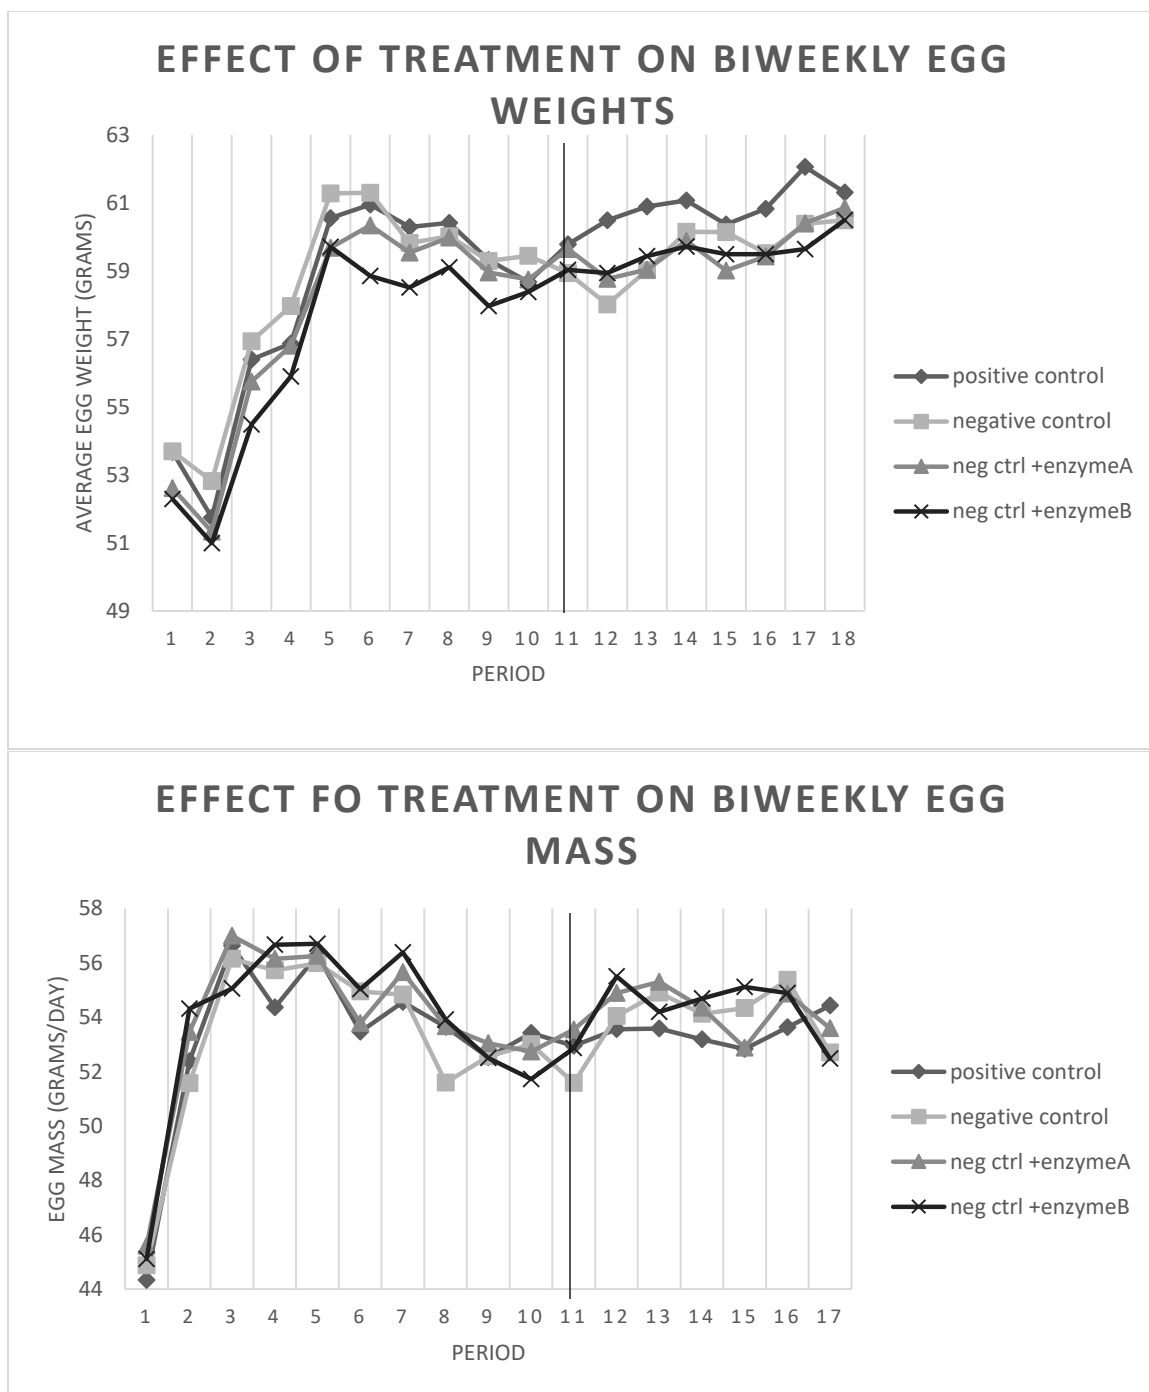 EFFECT OF TREATMENT ON BIWEEKLY EGG
WEIGHTS
63
61
59
57
55
53
51
49
AVERAGE EGG WEIGHT (GRAMS)
1 2 3 4 5 6 7 8 9 10 11 12 13 14 15 16 17 18
PERIOD
positive control
negative control
neg ctrl +enzymeA
neg ctrl +enzymeB
EFFECT FO TREATMENT ON BIWEEKLY EGG
MASS
58
56
54
52
50
48
46
44
EGG MASS (GRAMS/DAY)
1 2 3 4 5 6 7 8 9 10 11 12 13 14 15 16 17
PERIOD
positive control
negative control
neg ctrl +enzymeA
neg ctrl +enzymeB